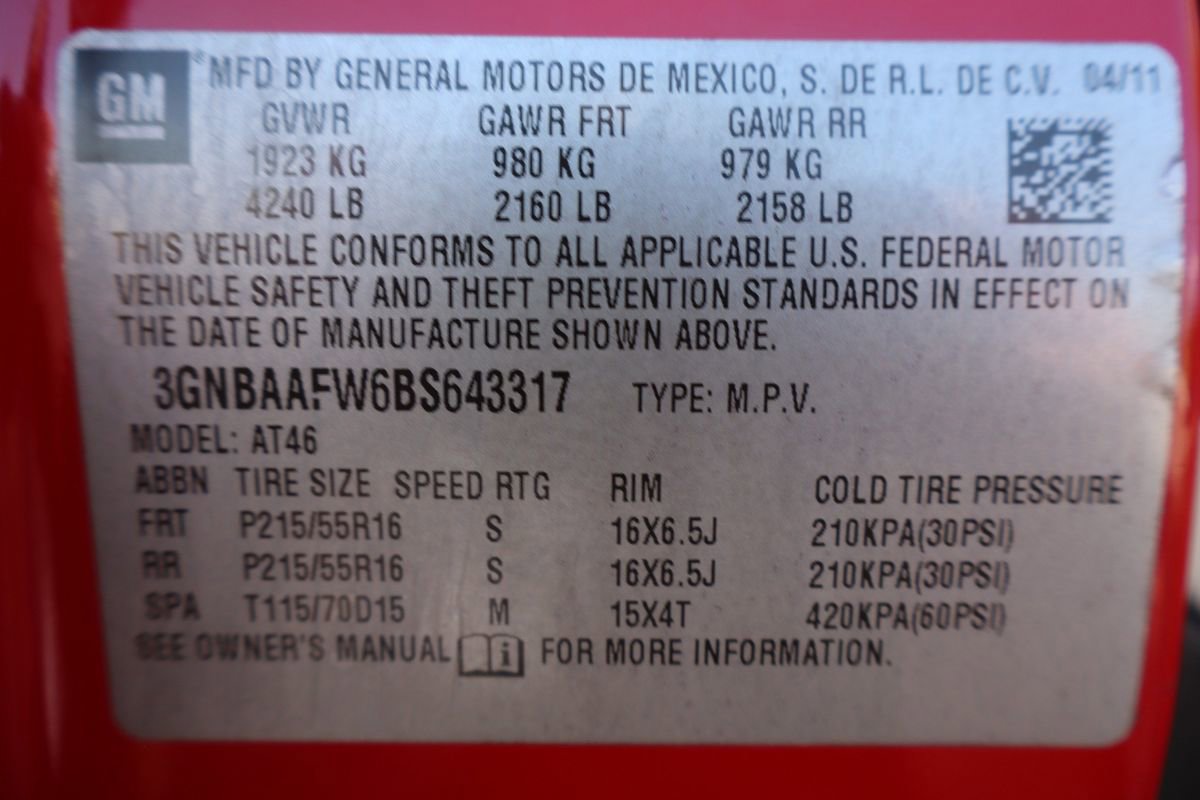 GM ® MFD BY GENERAL MOTORS DE MEXICO, S. DE R.L. DE C.V. 04/11
GVWR GAWR FRT GAWR RR
1923 KG 980 KG 979 KG
4240 LB 2160 LB 2158 LB
THIS VEHICLE CONFORMS TO ALL APPLICABLE U.S. FEDERAL MOTOR
VEHICLE SAFETY AND THEFT PREVENTION STANDARDS IN EFFECT ON
THE DATE OF MANUFACTURE SHOWN ABOVE.
3GNBAAFW6BS643317 TYPE: M.P.V.
MODEL: AT46
ABBN TIRE SIZE SPEED RTG RIM COLD TIRE PRESSURE
FRT P215/55R16 S 16X6.5J 210KPA(30PSI)
RR P215/55R16 S 16X6.5J 210KPA(30PSI)
SPA T115/70D15 M 15X4T 420KPA(60PSI)
SEE OWNER'S MANUAL i FOR MORE INFORMATION.